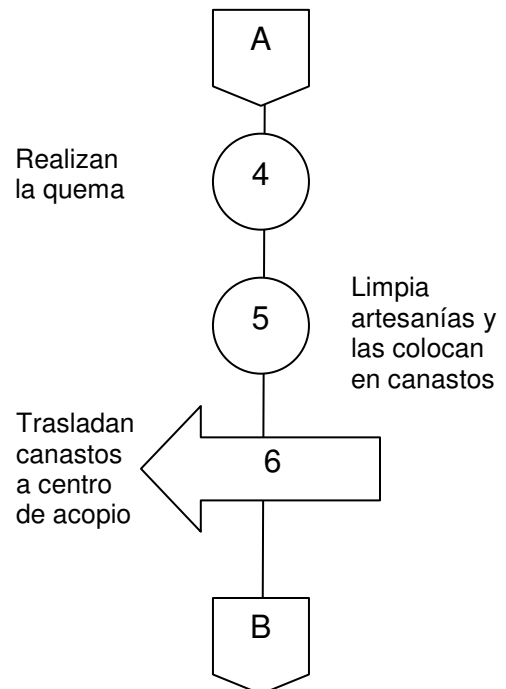 A
Realizan
la quema
4
5
Limpia
artesanías y
las colocan
en canastos
Trasladan
canastos
a centro
de acopio
6
B